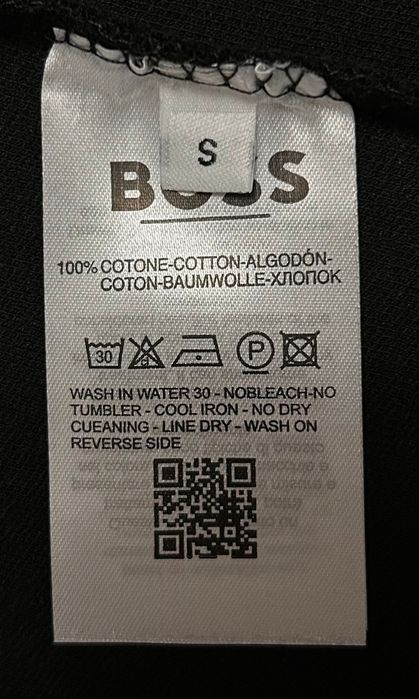 S
BOSS
100% COTONE-COTTON-ALGODÓN-
COTON-BAUMWOLLE-ХЛОПОК
30 P
WASH IN WATER 30 - NOBLEACH-NO
TUMBLER - COOL IRON - NO DRY
CUEANING - LINE DRY - WASH ON
REVERSE SIDE